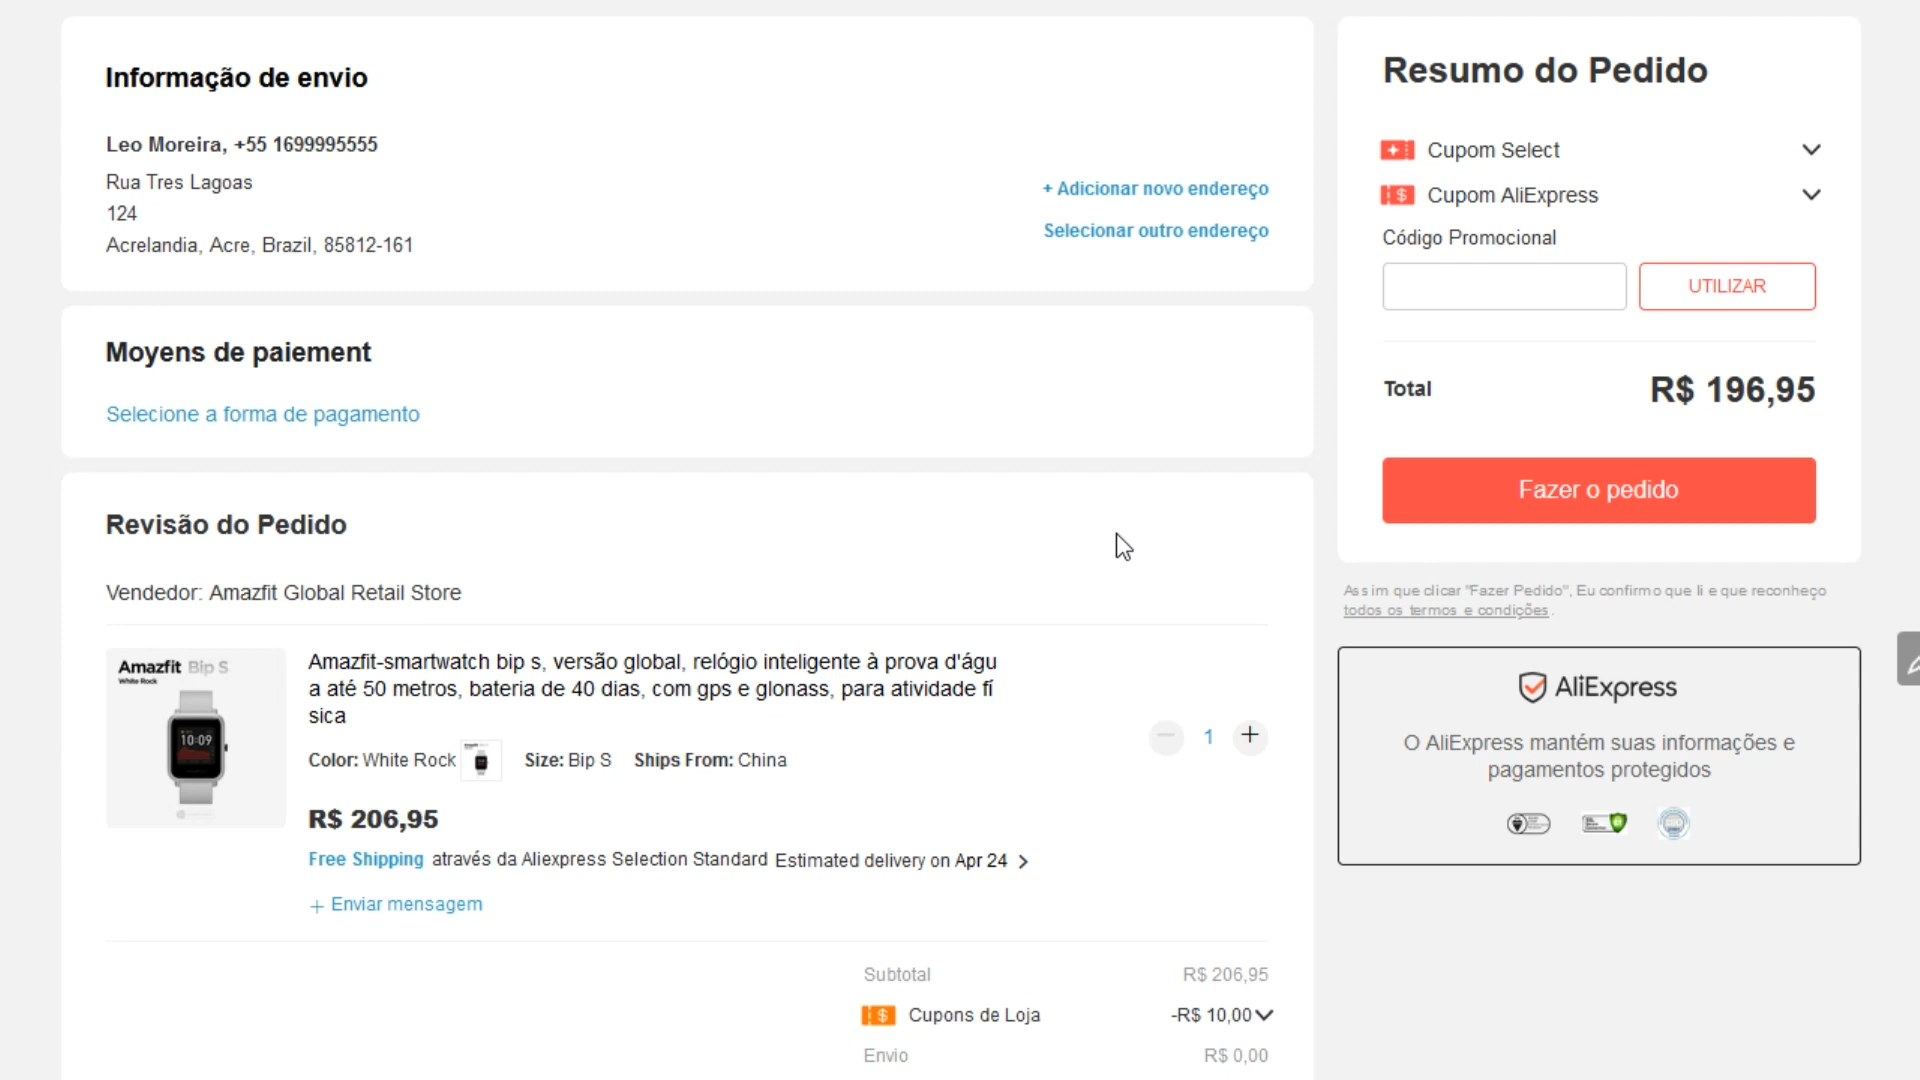 Informação de envio
Leo Moreira, +55 1699995555
Rua Tres Lagoas
124
Acrelandia, Acre, Brazil, 85812-161
+ Adicionar novo endereço
Selecionar outro endereço
Moyens de paiement
Selecione a forma de pagamento
Revisão do Pedido
Vendedor: Amazfit Global Retail Store
Amazfit Bip S
White Rock
10:09
Amazfit-smartwatch bip s, versão global, relógio inteligente à prova d'águ
a até 50 metros, bateria de 40 dias, com gps e glonass, para atividade fí
sica
Color: White Rock Size: Bip S Ships From: China
1
R$ 206,95
Free Shipping através da Aliexpress Selection Standard Estimated delivery on Apr 24
+ Enviar mensagem
Subtotal R$ 206,95
Cupons de Loja -R$ 10,00
Envio R$ 0,00
Resumo do Pedido
Cupom Select
Cupom AliExpress
Código Promocional
UTILIZAR
Total R$ 196,95
Fazer o pedido
Assim que clicar "Fazer Pedido", Eu confirmo que li e que reconheço
todos os termos e condições.
AliExpress
O AliExpress mantém suas informações e
pagamentos protegidos